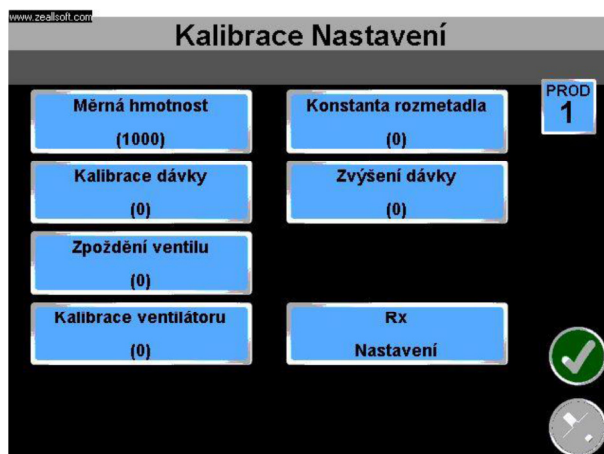 www.zeallsoft.com
Kalibrace Nastavení
PROD
1
Měrná hmotnost
(1000)
Konstanta rozmetadla
(0)
Kalibrace dávky
(0)
Zvýšení dávky
(0)
Zpoždění ventilu
(0)
Kalibrace ventilátoru
(0)
Rx
Nastavení